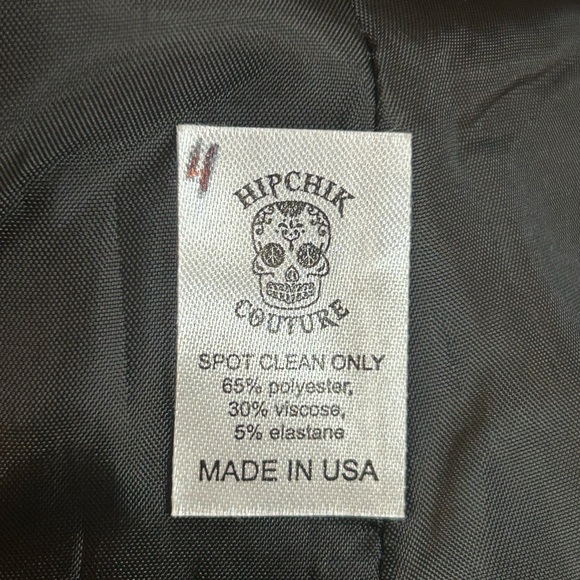 4
HIPCHIK
COUTURE
SPOT CLEAN ONLY
65% polyester,
30% viscose,
5% elastane
MADE IN USA